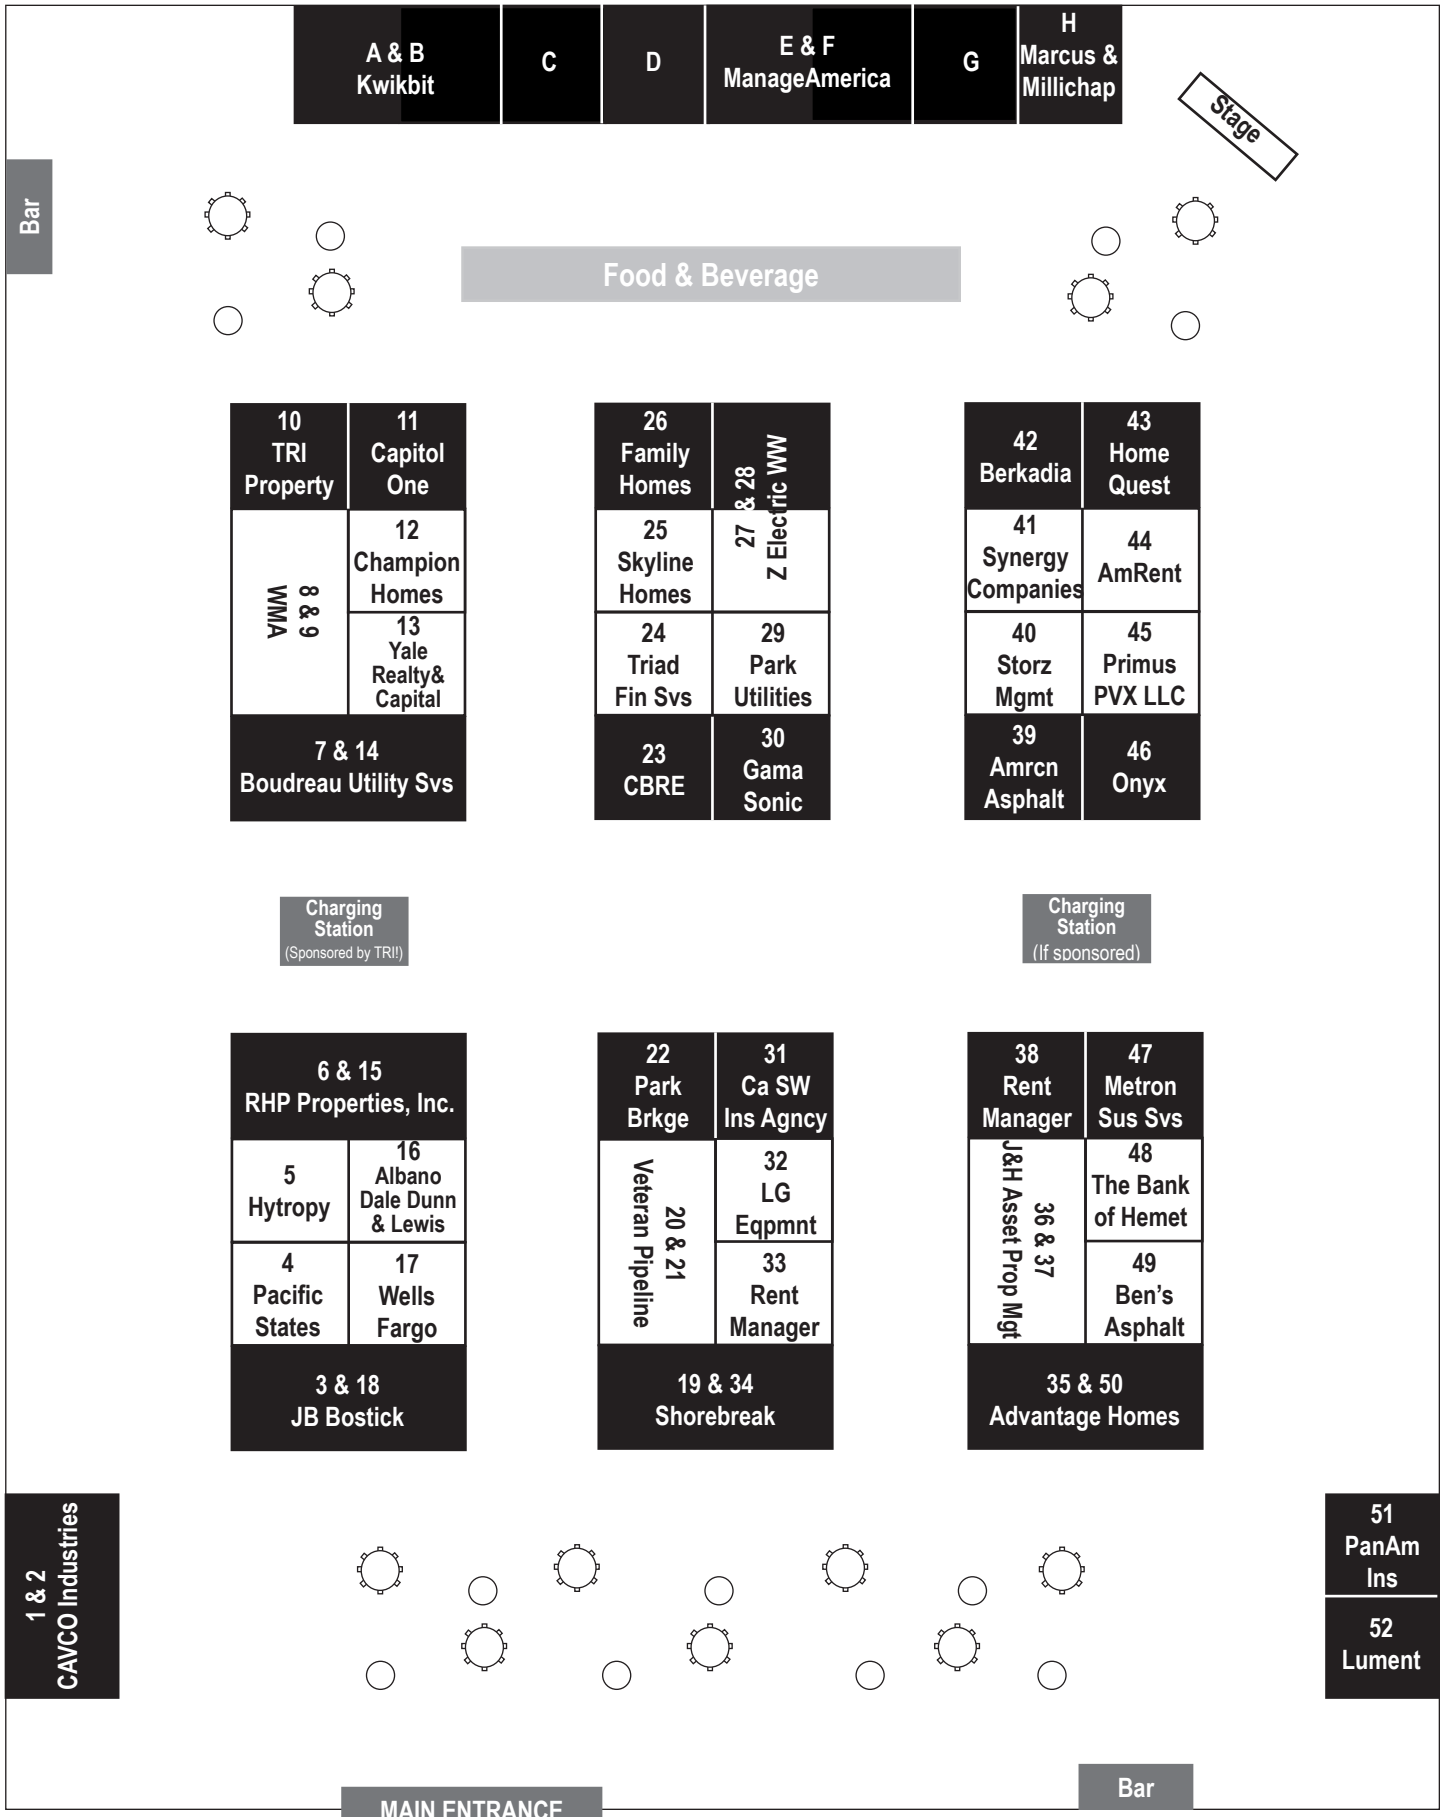 A & B
Kwikbit
C
D
E & F
ManageAmerica
G
H
Marcus &
Millichap
Stage
Bar
Food & Beverage
10
TRI
Property
11
Capitol
One
8 & 9
WMA
12
Champion
Homes
13
Yale
Realty&
Capital
7 & 14
Boudreau Utility Svs
26
Family
Homes
27 & 28
Z Electric WW
25
Skyline
Homes
24
Triad
Fin Svs
29
Park
Utilities
23
CBRE
30
Gama
Sonic
42
Berkadia
43
Home
Quest
41
Synergy
Companies
44
AmRent
40
Storz
Mgmt
45
Primus
PVX LLC
39
Amrcn
Asphalt
46
Onyx
Charging
Station
(Sponsored by TRI!)
Charging
Station
(If sponsored)
6 & 15
RHP Properties, Inc.
5
Hytropy
16
Albano
Dale Dunn
& Lewis
4
Pacific
States
17
Wells
Fargo
3 & 18
JB Bostick
22
Park
Brkge
31
Ca SW
Ins Agncy
20 & 21
Veteran Pipeline
32
LG
Eqpmnt
33
Rent
Manager
19 & 34
Shorebreak
38
Rent
Manager
47
Metron
Sus Svs
36 & 37
J&H Asset Prop Mgt
48
The Bank
of Hemet
49
Ben's
Asphalt
35 & 50
Advantage Homes
1 & 2
CAVCO Industries
51
PanAm
Ins
52
Lument
Bar
MAIN ENTRANCE